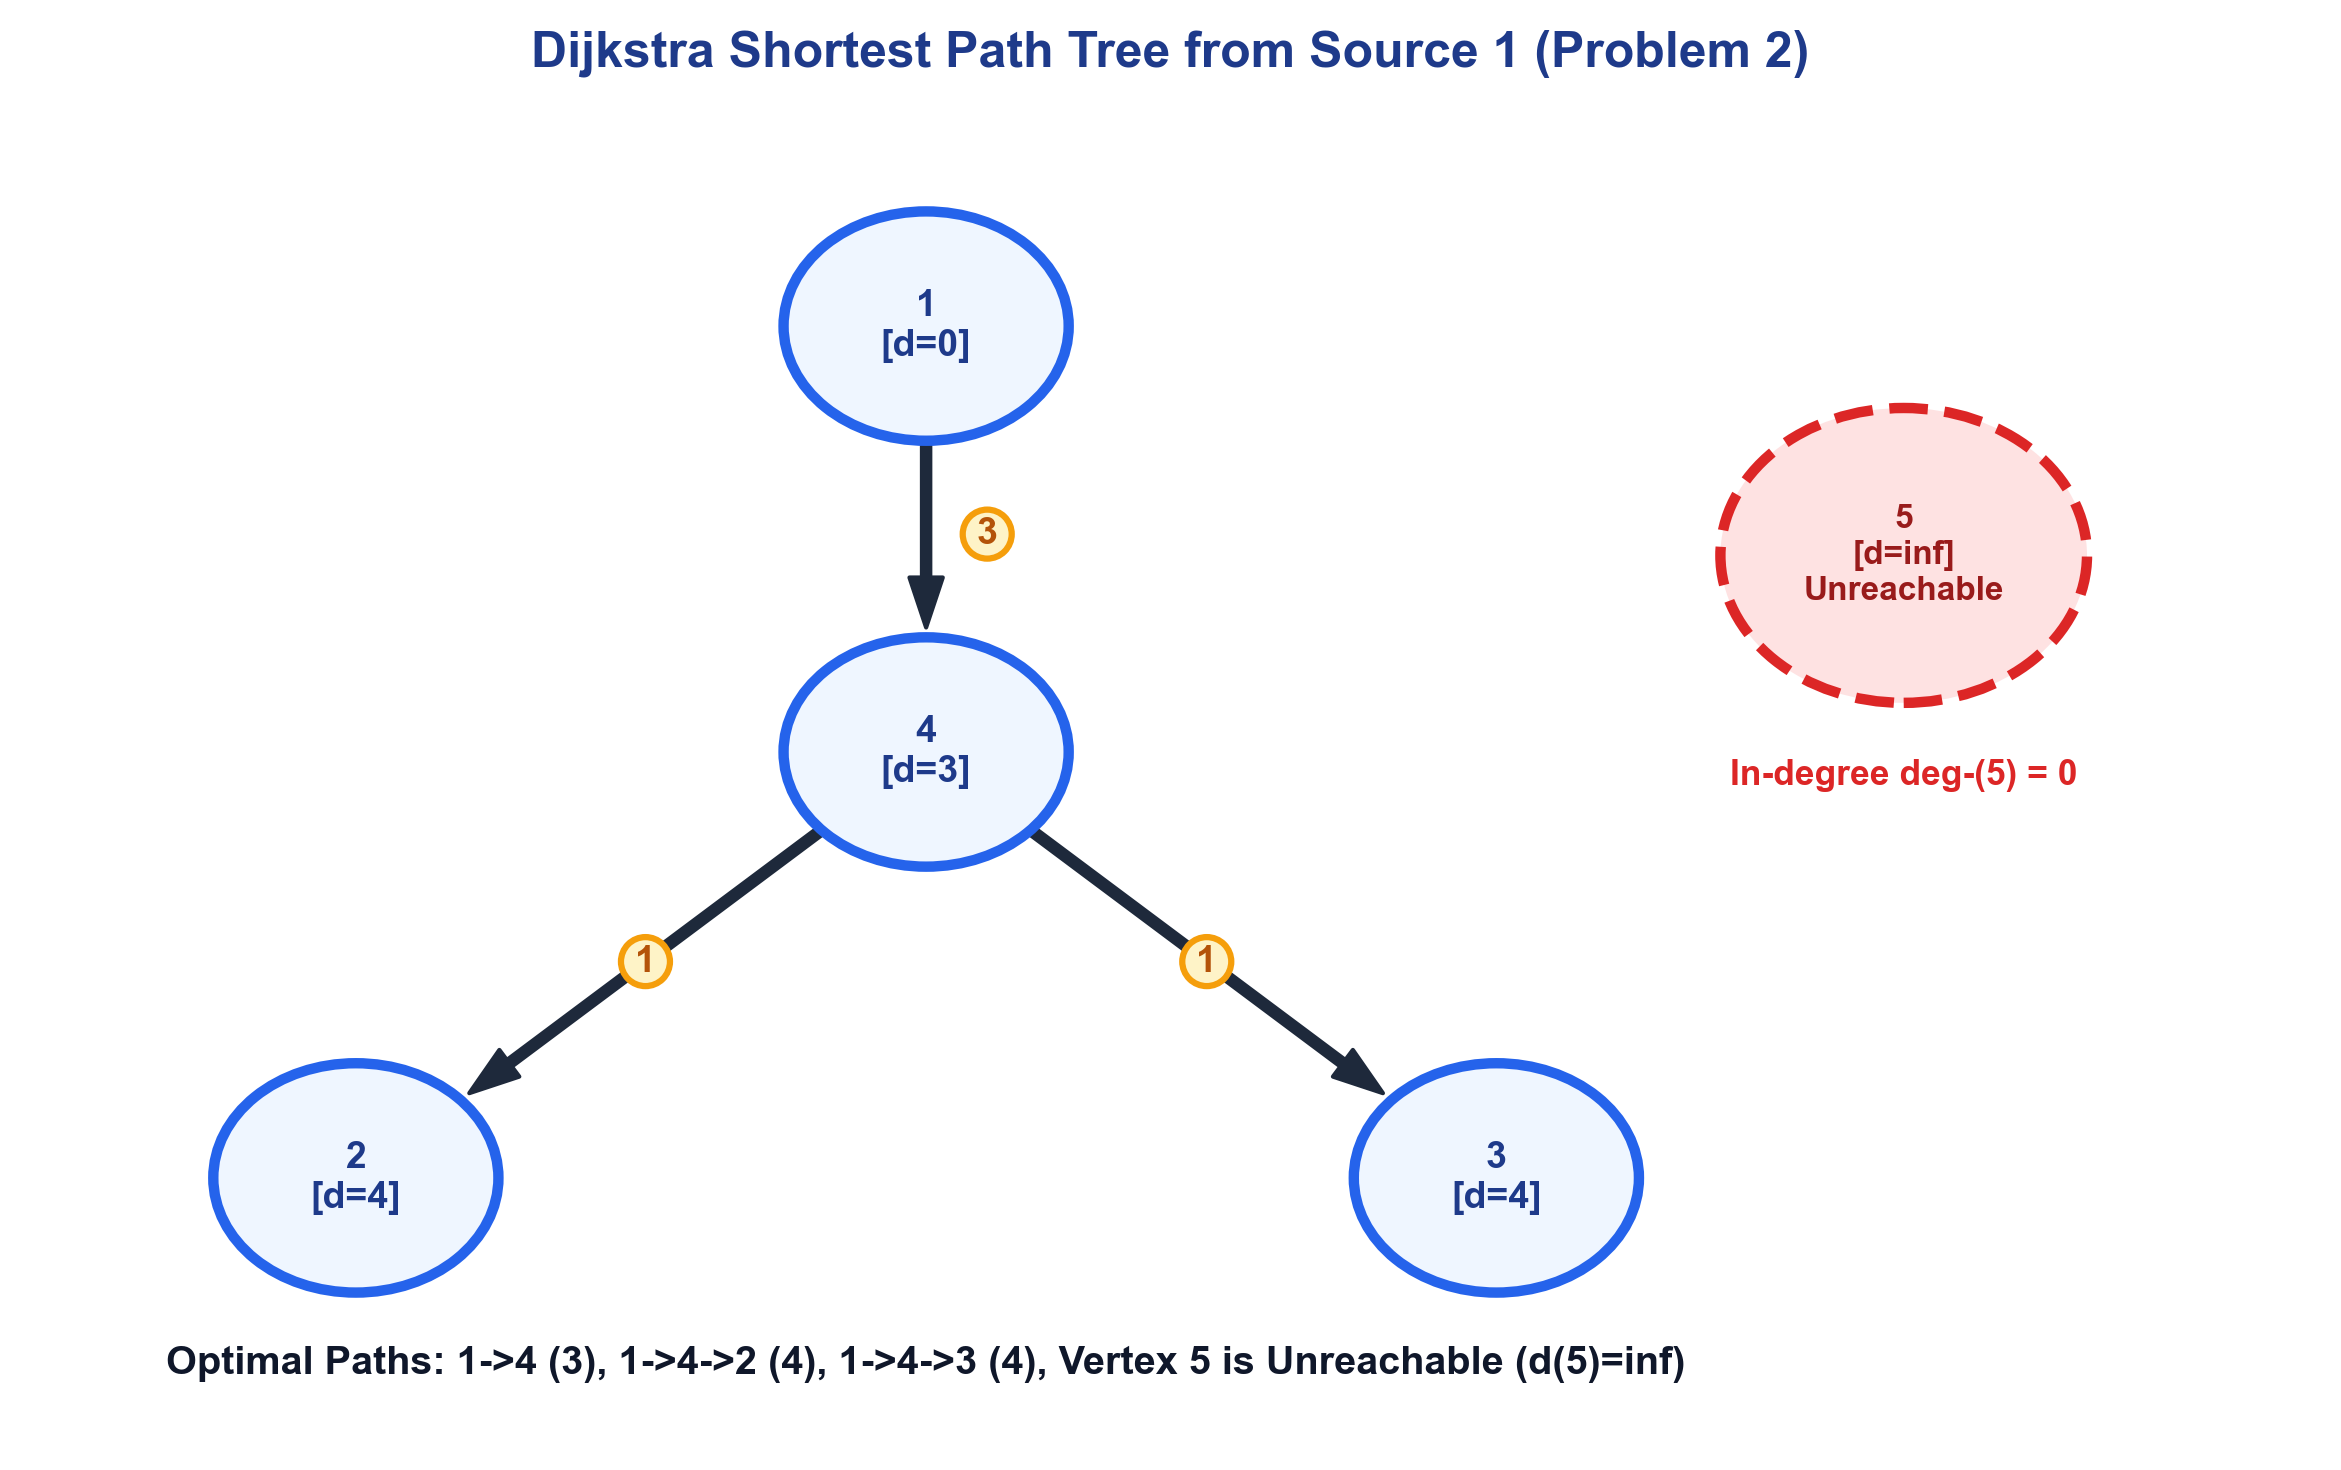 Dijkstra Shortest Path Tree from Source 1 (Problem 2)
1
[d=0]
3
5
[d=inf]
Unreachable
4
[d=3]
In-degree deg-(5) = 0
1
1
2
[d=4]
3
[d=4]
Optimal Paths: 1->4 (3), 1->4->2 (4), 1->4->3 (4), Vertex 5 is Unreachable (d(5)=inf)